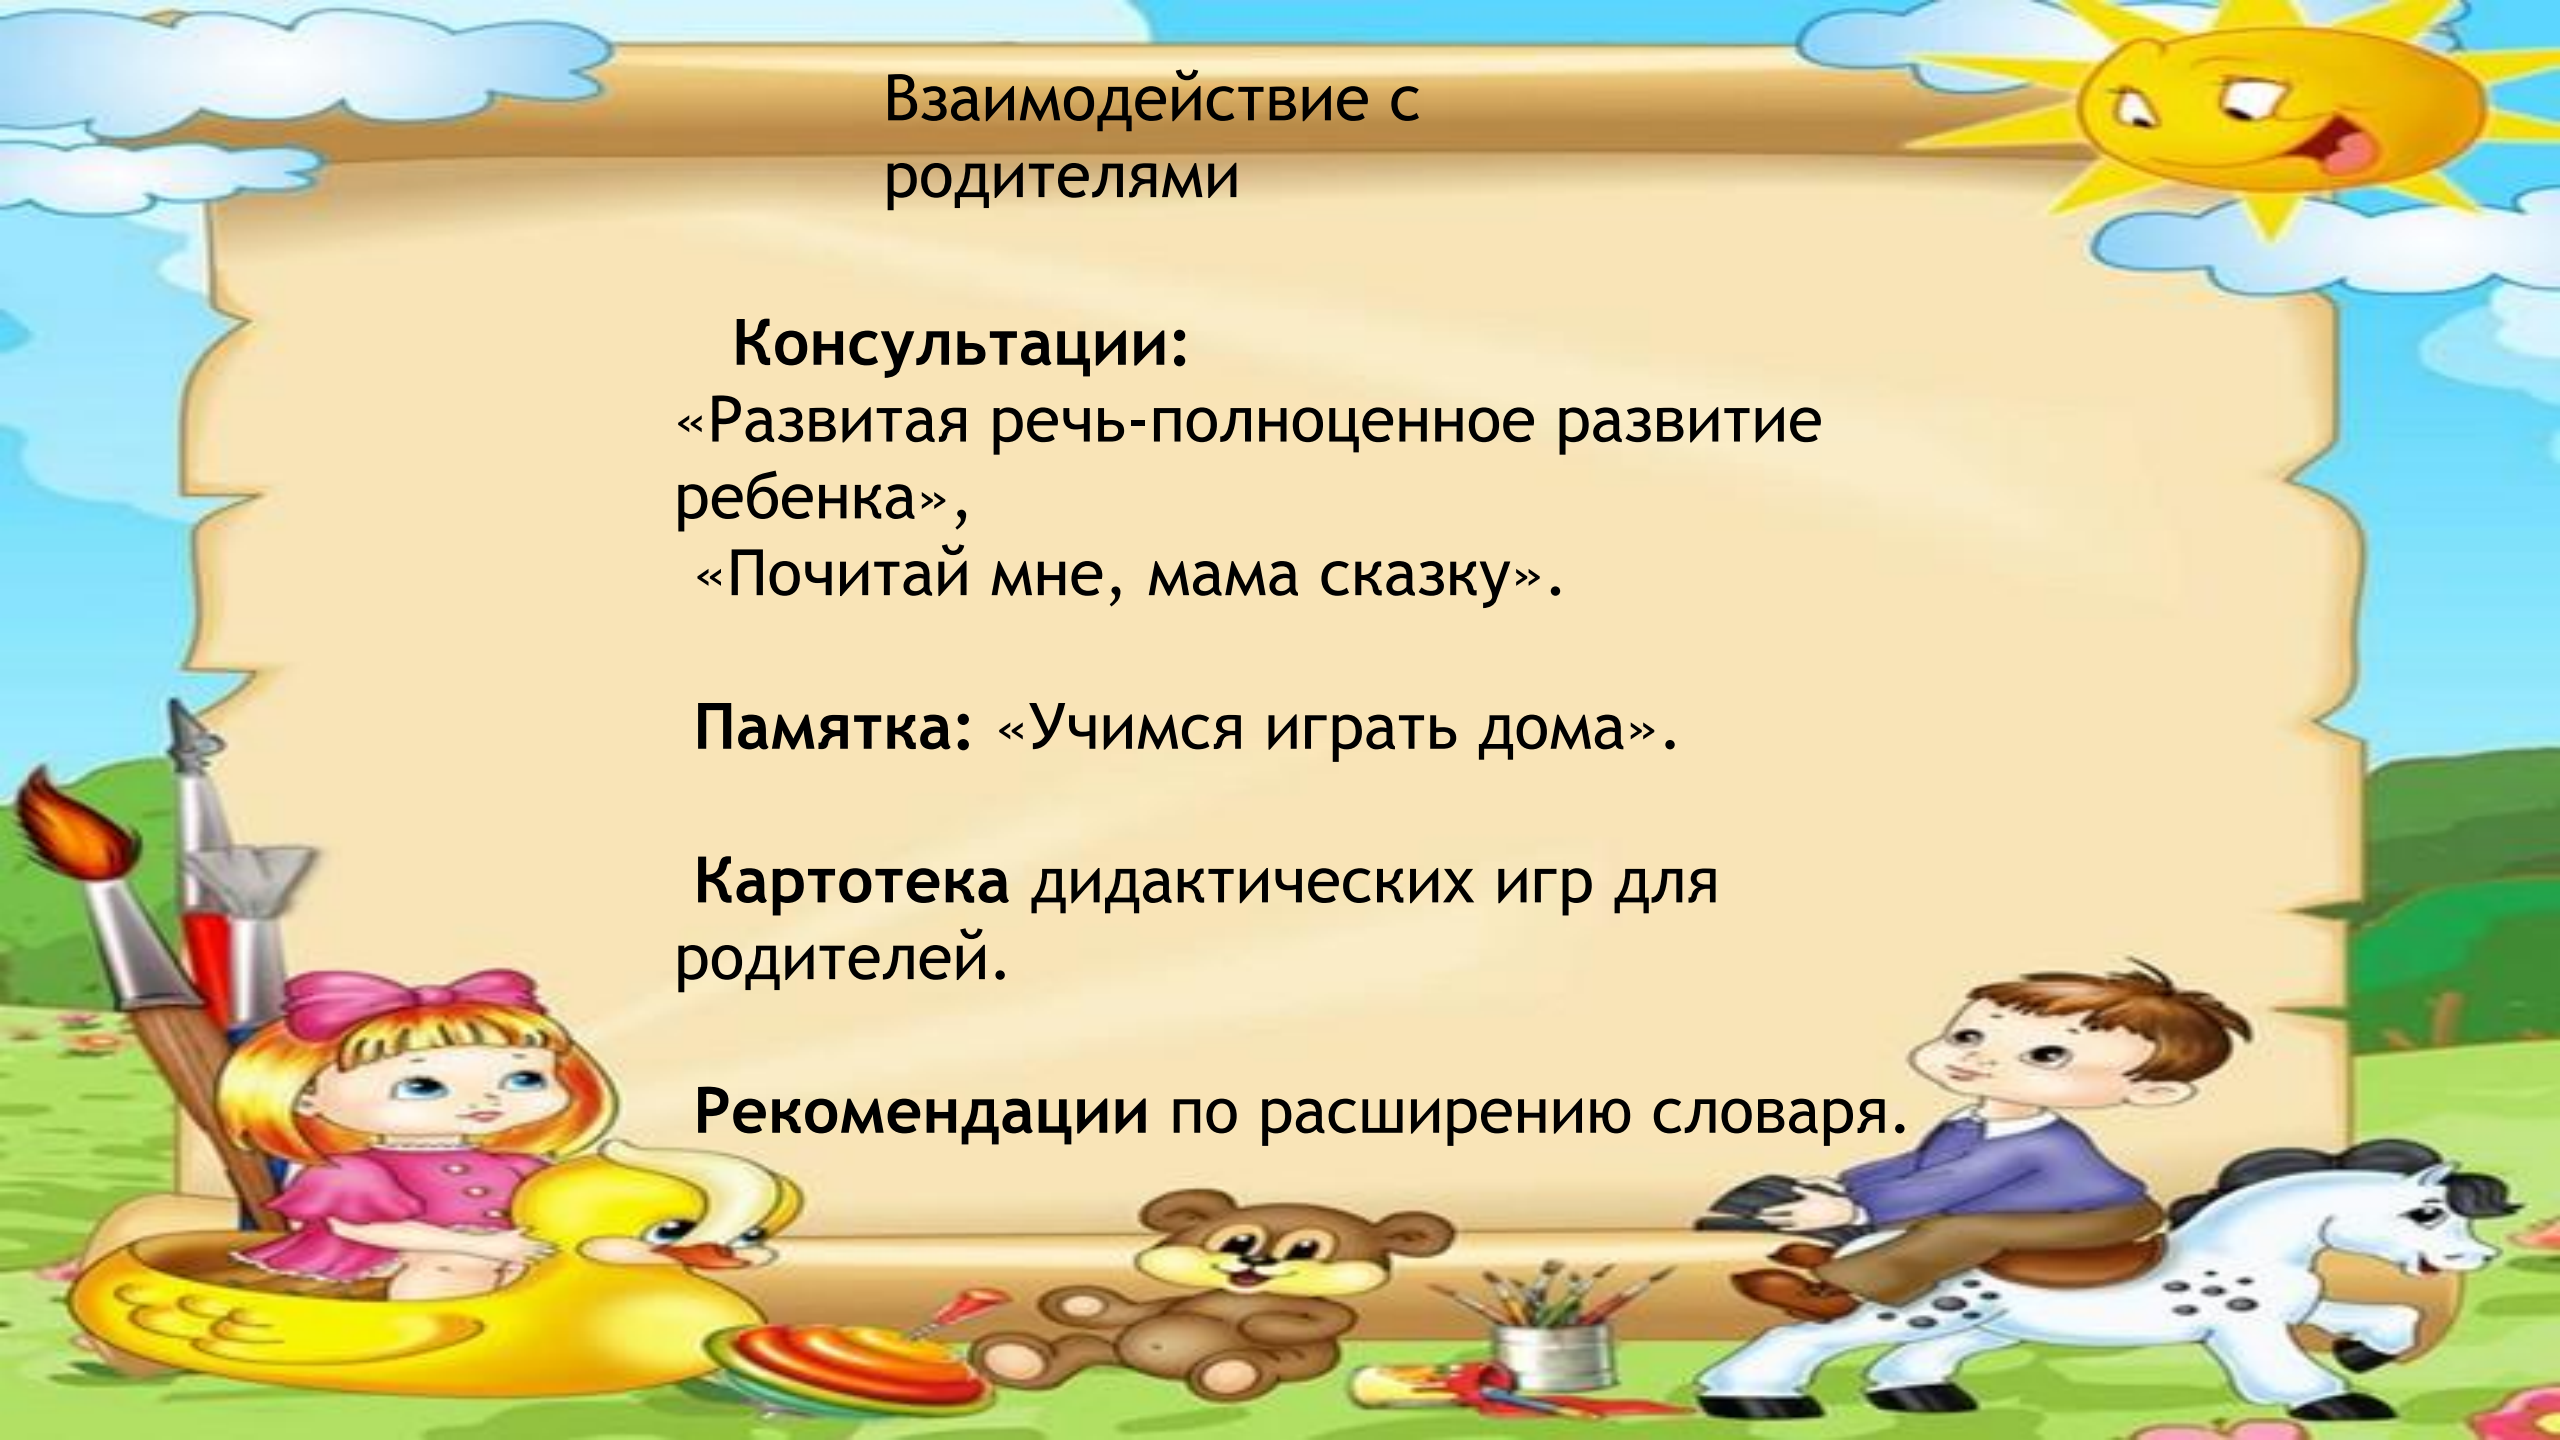 Взаимодействие с
родителями
Консультации:
«Развитая речь-полноценное развитие
ребенка»,
«Почитай мне, мама сказку».
Памятка: «Учимся играть дома».
Картотека дидактических игр для
родителей.
Рекомендации по расширению словаря.